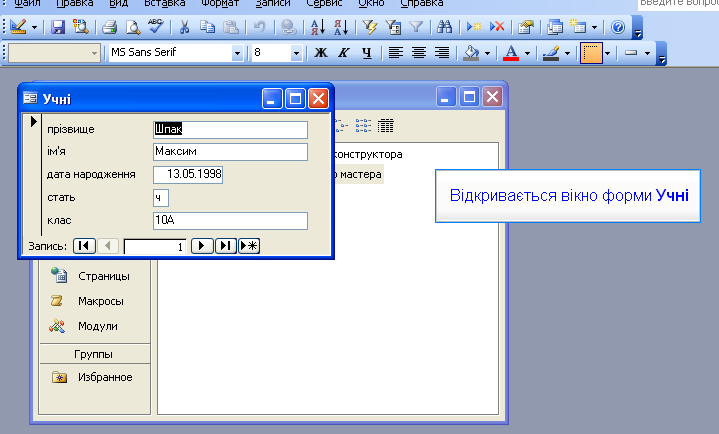 Файл Правка Вид Вставка Формат Записи Сервис Окно Справка
Введите вопрос
MS Sans Serif 8 Ж К Ч
Учні
прізвище Шпак
ім'я Максим
дата народження 13.05.1998
стать ч
клас 10А
Запись: 1
конструктора
мастера
Страницы
Макросы
Модули
Группы
Избранное
Відкривається вікно форми Учні